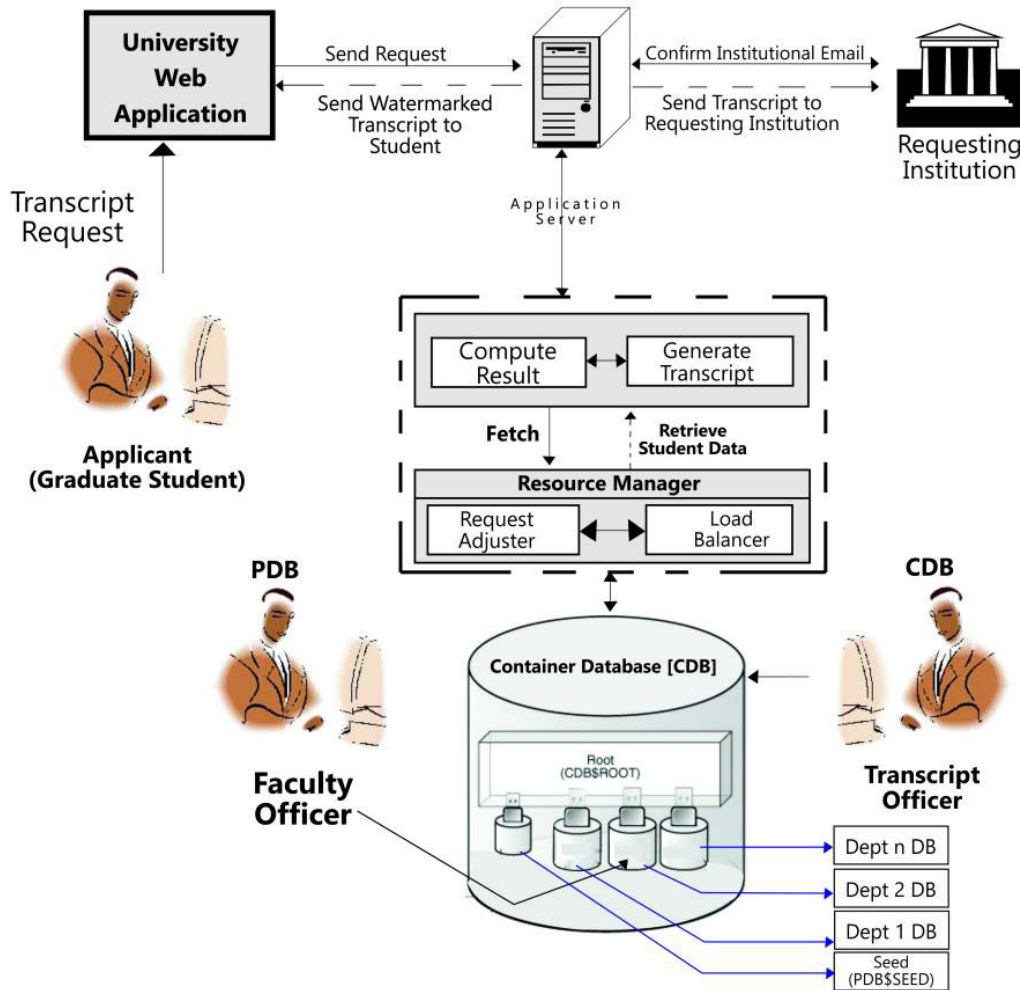 University
Web
Application
Send Request
Send Watermarked
Transcript to
Student
Confirm Institutional Email
Send Transcript to
Requesting Institution
Requesting
Institution
Transcript
Request
Application
Server
Applicant
(Graduate Student)
Compute
Result
Generate
Transcript
Fetch
Retrieve
Student Data
Resource Manager
Request
Adjuster
Load
Balancer
PDB
CDB
Container Database [CDB]
Root
(CDB$ROOT)
Faculty
Officer
Transcript
Officer
Dept n DB
Dept 2 DB
Dept 1 DB
Seed
(PDB$SEED)